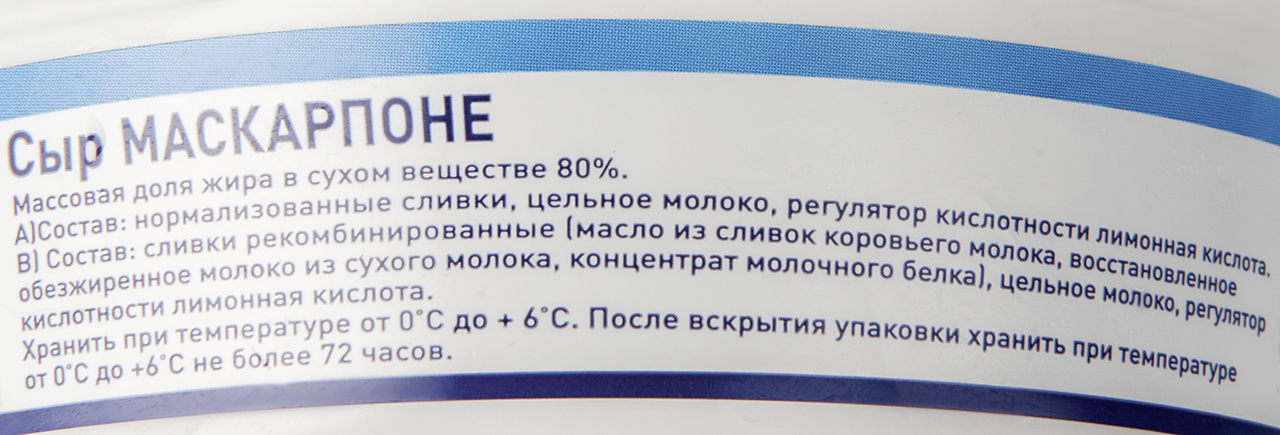 Сыр МАСКАРПОНЕ
Массовая доля жира в сухом веществе 80%.
А)Состав: нормализованные сливки, цельное молоко, регулятор кислотности лимонная кислота.
В) Состав: сливки рекомбинированные (масло из сливок коровьего молока, восстановленное
обезжиренное молоко из сухого молока, концентрат молочного белка), цельное молоко, регулятор
кислотности лимонная кислота.
Хранить при температуре от 0°С до + 6°С. После вскрытия упаковки хранить при температуре
от 0°С до +6°С не более 72 часов.